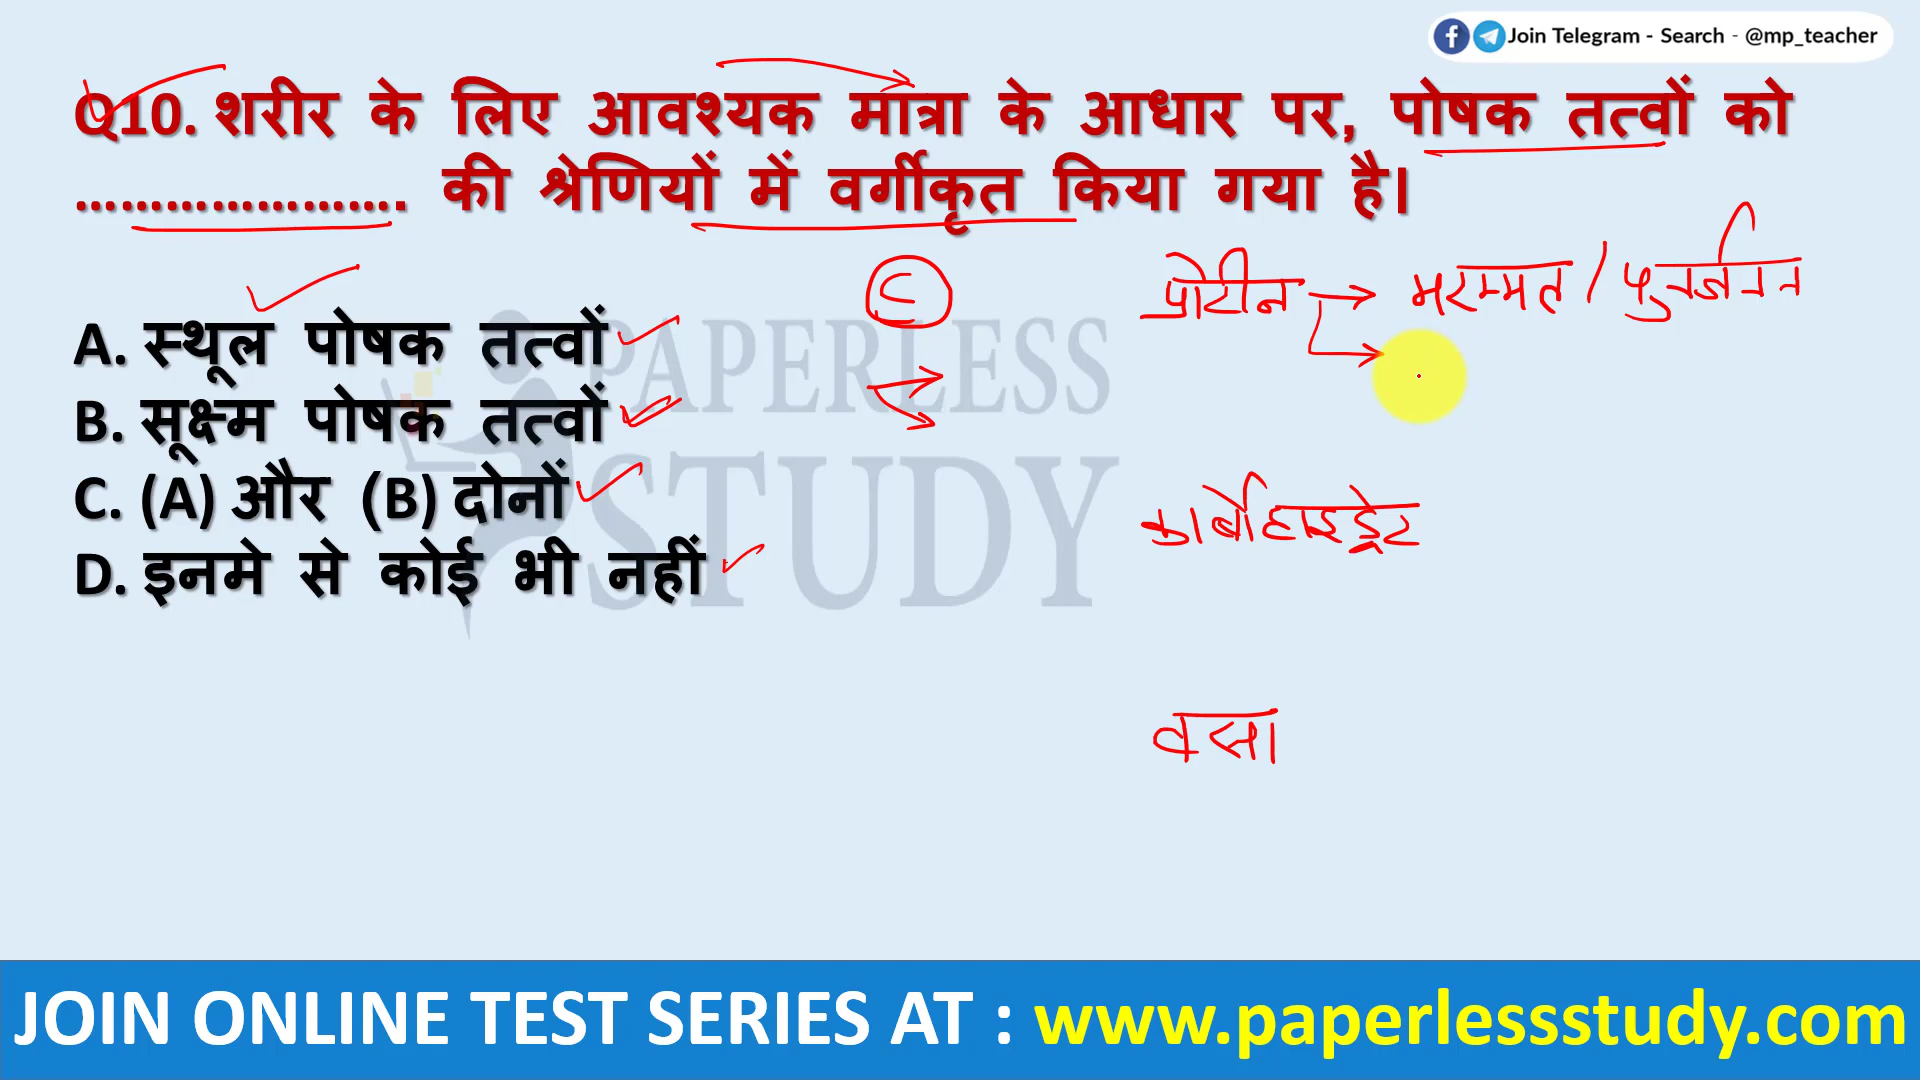 Join Telegram - Search - @mp_teacher
Q10. शरीर के लिए आवश्यक मात्रा के आधार पर, पोषक तत्वों को
...................... की श्रेणियों में वर्गीकृत किया गया है।
A. स्थूल पोषक तत्वों
B. सूक्ष्म पोषक तत्वों
C. (A) और (B) दोनों
D. इनमे से कोई भी नहीं
C
प्रोटीन → मरम्मत / पुनर्जनन
कार्बोहाइड्रेट
वसा
PAPERLESS
STUDY
JOIN ONLINE TEST SERIES AT : www.paperlessstudy.com